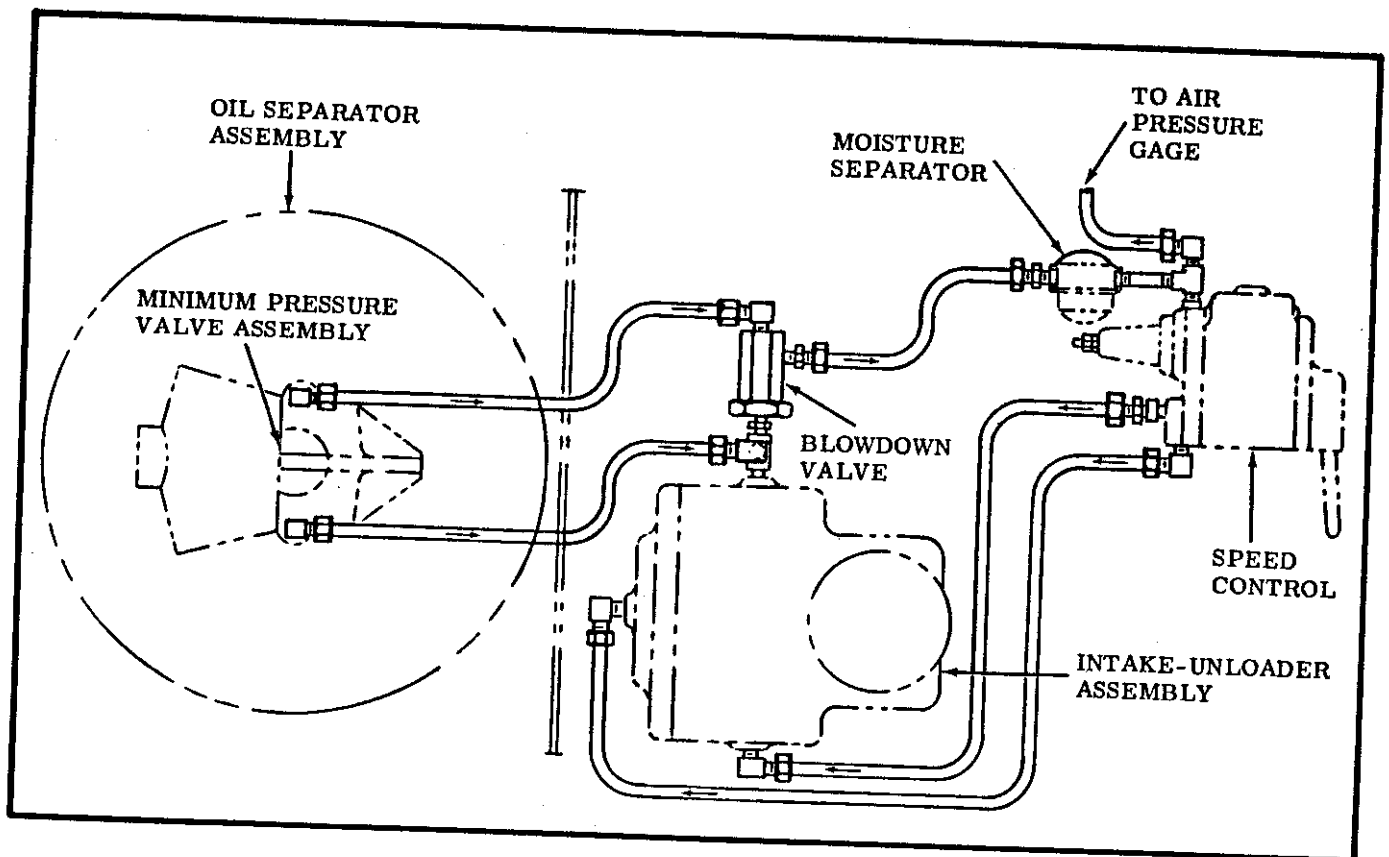 OIL SEPARATOR
ASSEMBLY
TO AIR
PRESSURE
GAGE
MOISTURE
SEPARATOR
MINIMUM PRESSURE
VALVE ASSEMBLY
BLOWDOWN
VALVE
SPEED
CONTROL
INTAKE-UNLOADER
ASSEMBLY